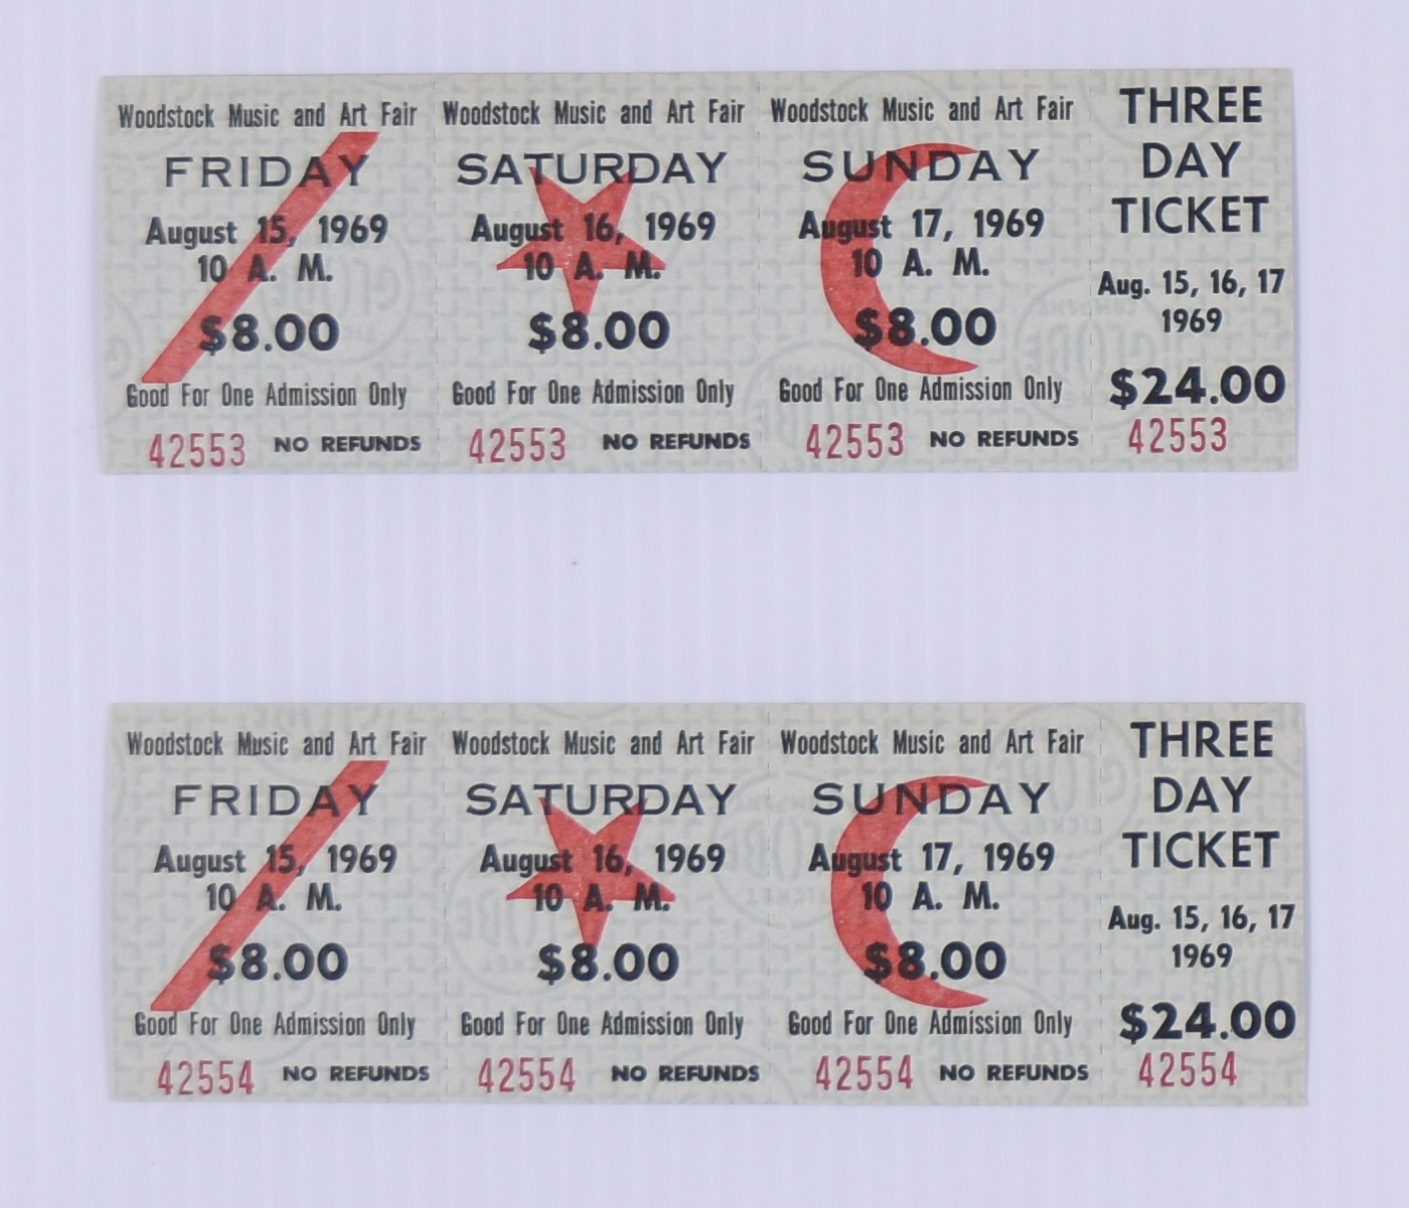 Woodstock Music and Art Fair
FRIDAY
August 15, 1969
10 A. M.
$8.00
Good For One Admission Only
42553 NO REFUNDS
Woodstock Music and Art Fair
SATURDAY
August 16, 1969
10 A. M.
$8.00
Good For One Admission Only
42553 NO REFUNDS
Woodstock Music and Art Fair
SUNDAY
August 17, 1969
10 A. M.
$8.00
Good For One Admission Only
42553 NO REFUNDS
THREE
DAY
TICKET
Aug. 15, 16, 17
1969
$24.00
42553
Woodstock Music and Art Fair
FRIDAY
August 15, 1969
10 A. M.
$8.00
Good For One Admission Only
42554 NO REFUNDS
Woodstock Music and Art Fair
SATURDAY
August 16, 1969
10 A. M.
$8.00
Good For One Admission Only
42554 NO REFUNDS
Woodstock Music and Art Fair
SUNDAY
August 17, 1969
10 A. M.
$8.00
Good For One Admission Only
42554 NO REFUNDS
THREE
DAY
TICKET
Aug. 15, 16, 17
1969
$24.00
42554